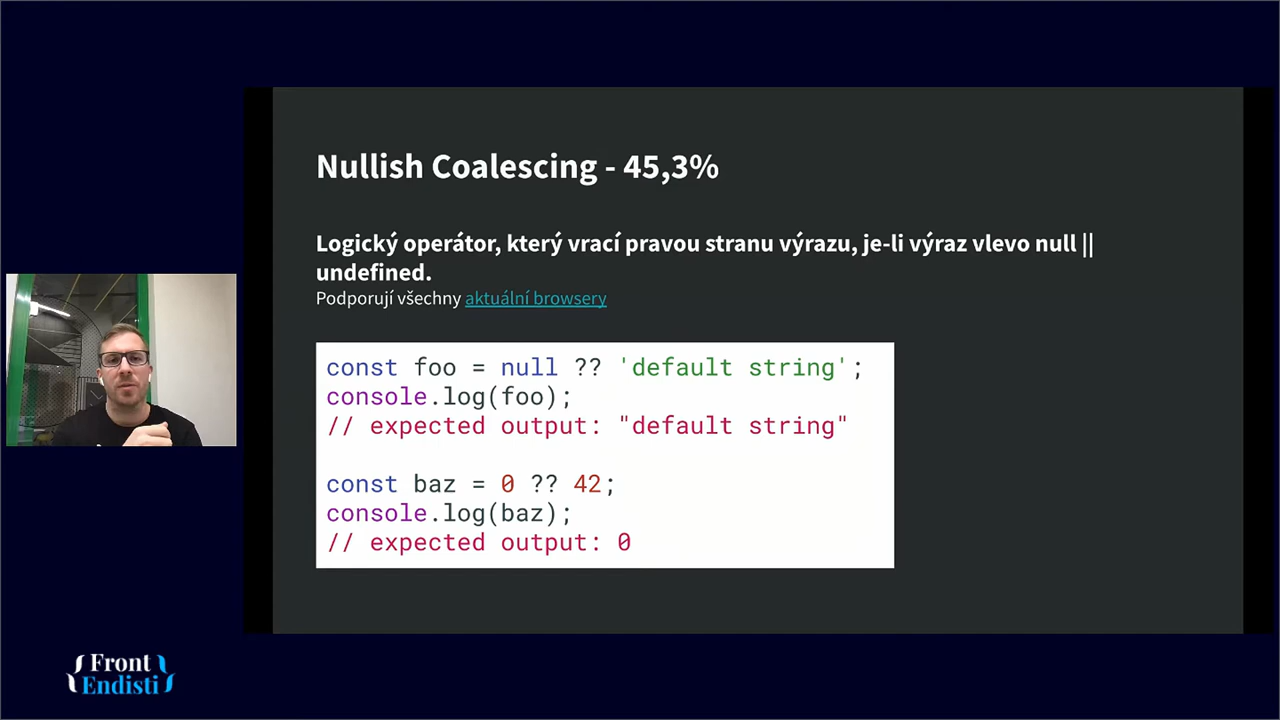 Nullish Coalescing - 45,3%
Logický operátor, který vrací pravou stranu výrazu, je-li výraz vlevo null ||
undefined.
Podporují všechny aktuální browsery
const foo = null ?? 'default string';
console.log(foo);
// expected output: "default string"
const baz = 0 ?? 42;
console.log(baz);
// expected output: 0
{Front
Endisti}